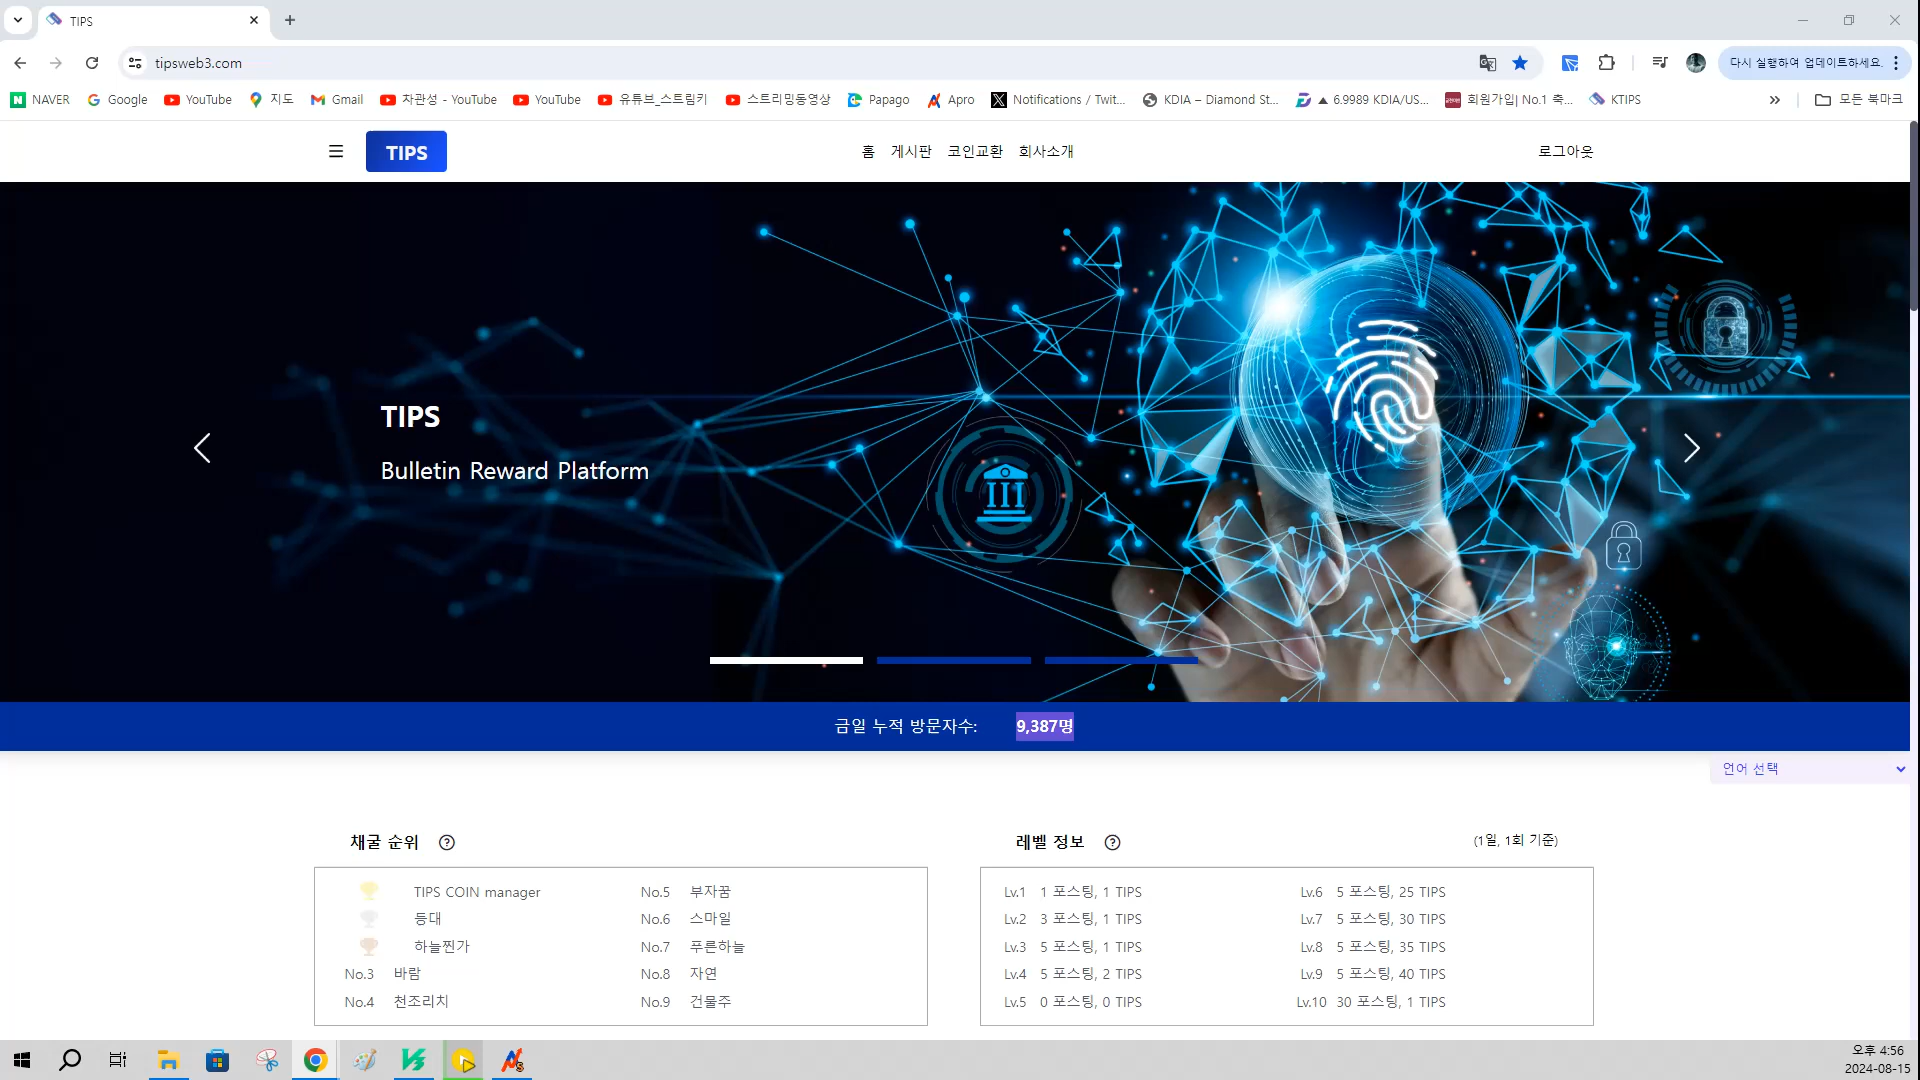 TIPS
tipsweb3.com
다시 실행하여 업데이트하세요.
NAVER
Google
YouTube
지도
Gmail
차관성 - YouTube
YouTube
유튜브_스트림키
스트리밍동영상
Papago
Apro
Notifications / Twit...
KDIA – Diamond St...
▲ 6.9989 KDIA/US...
회원가입| No.1 축...
KTIPS
모든 북마크
TIPS
홈 게시판 코인교환 회사소개
로그아웃
TIPS
Bulletin Reward Platform
금일 누적 방문자수: 9,387명
언어 선택
채굴 순위
TIPS COIN manager
등대
하늘찐가
No.3 바람
No.4 천조리치
No.5 부자꿈
No.6 스마일
No.7 푸른하늘
No.8 자연
No.9 건물주
레벨 정보
(1일, 1회 기준)
Lv.1 1 포스팅, 1 TIPS
Lv.2 3 포스팅, 1 TIPS
Lv.3 5 포스팅, 1 TIPS
Lv.4 5 포스팅, 2 TIPS
Lv.5 0 포스팅, 0 TIPS
Lv.6 5 포스팅, 25 TIPS
Lv.7 5 포스팅, 30 TIPS
Lv.8 5 포스팅, 35 TIPS
Lv.9 5 포스팅, 40 TIPS
Lv.10 30 포스팅, 1 TIPS
오후 4:56
2024-08-15